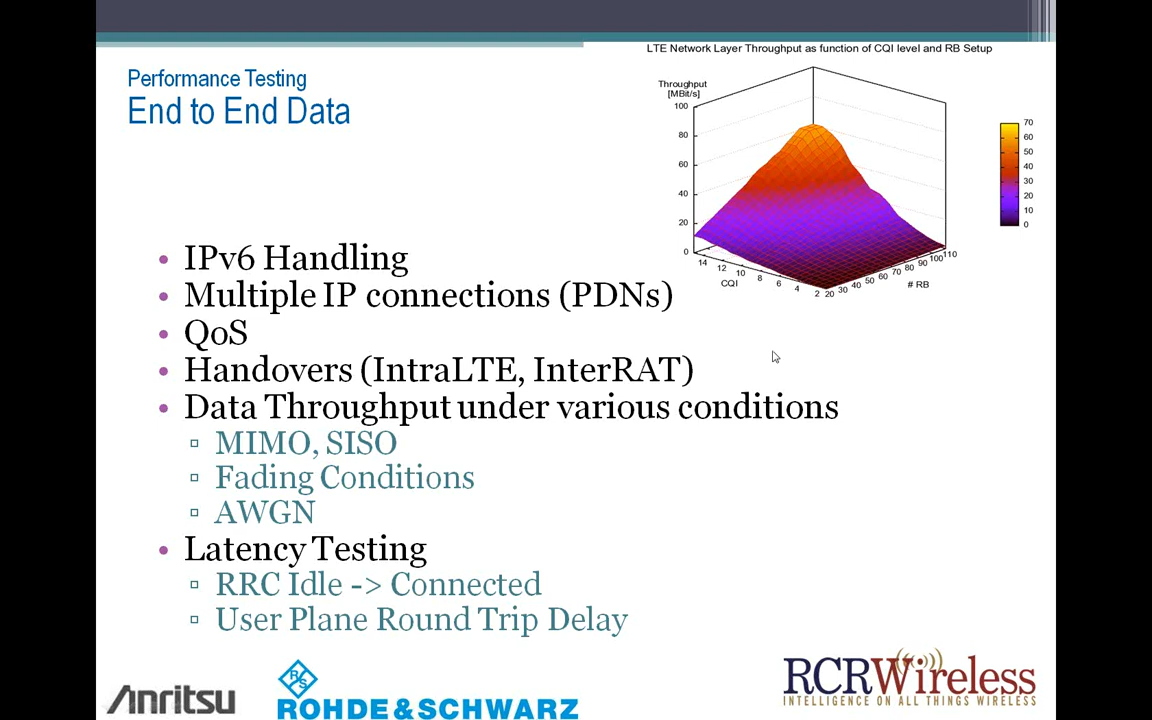 LTE Network Layer Throughput as function of CQI level and RB Setup
Performance Testing
End to End Data
Throughput
[MBit/s]
100
80
60
40
20
0
14
12
10
8
6
4
2
CQI
20
30
40
50
60
70
80
90
100
110
# RB
70
60
50
40
30
20
10
0
• IPv6 Handling
• Multiple IP connections (PDNs)
• QoS
• Handovers (IntraLTE, InterRAT)
• Data Throughput under various conditions
▫ MIMO, SISO
▫ Fading Conditions
▫ AWGN
• Latency Testing
▫ RRC Idle -> Connected
▫ User Plane Round Trip Delay
Anritsu
R S
ROHDE & SCHWARZ
RCRWireless
INTELLIGENCE ON ALL THINGS WIRELESS